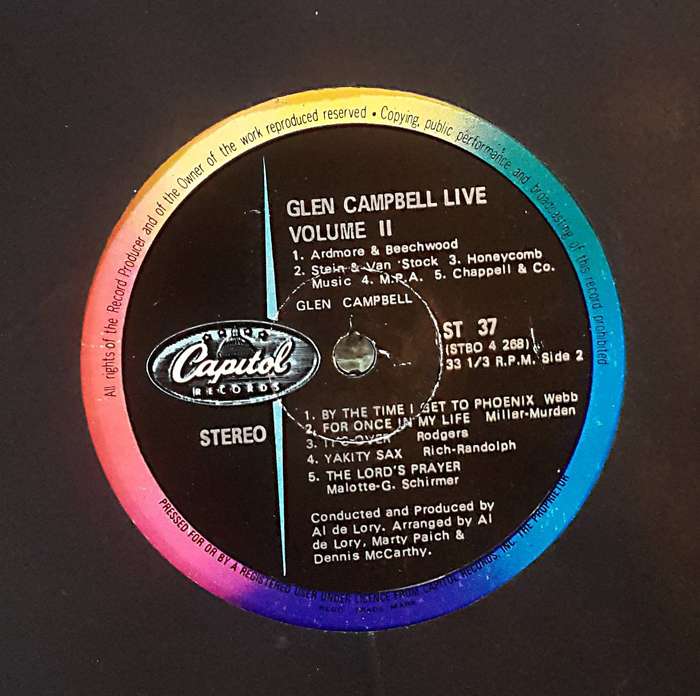 All rights of the Record Producer and of the Owner of the work reproduced reserved • Copying, public performance and broadcasting of this record prohibited
GLEN CAMPBELL LIVE
VOLUME II
1. Ardmore & Beechwood
2. Stein & Van Stock 3. Honeycomb
Music 4. M.P.A. 5. Chappell & Co.
GLEN CAMPBELL
ST 37
(STBO 4 268)
33 1/3 R.P.M. Side 2
Capitol
RECORDS
STEREO
1. BY THE TIME I GET TO PHOENIX Webb
2. FOR ONCE IN MY LIFE Miller-Murden
3. IT'S OVER Rodgers
4. YAKITY SAX Rich-Randolph
5. THE LORD'S PRAYER
Malotte-G. Schirmer
Conducted and Produced by
Al de Lory. Arranged by Al
de Lory, Marty Paich &
Dennis McCarthy.
PRESSED FOR OR BY A REGISTERED USER UNDER LICENCE FROM CAPITOL RECORDS INC THE PROPRIETOR
REGD. TRADE MARK